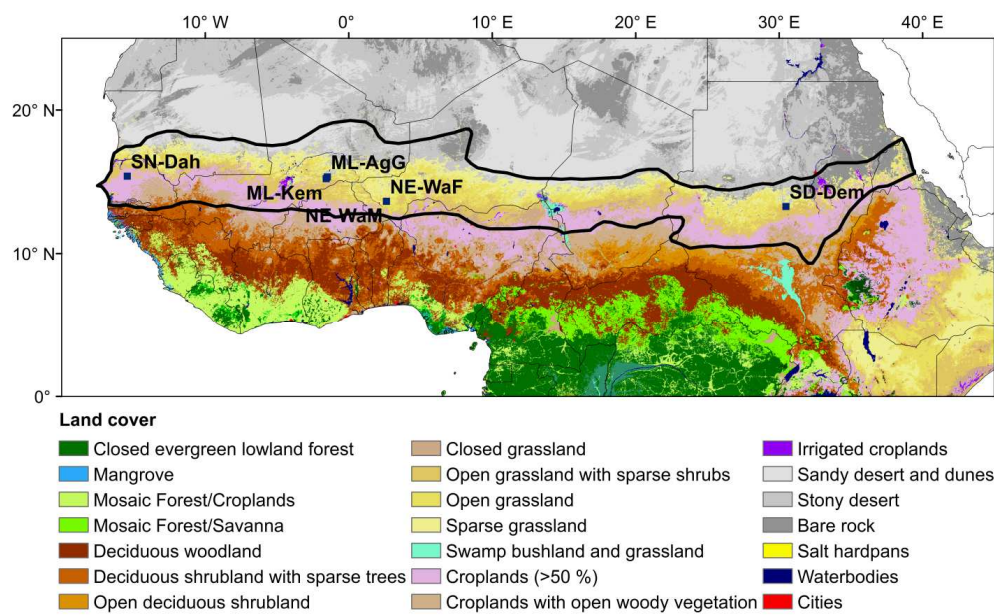 10° W 0° 10° E 20° E 30° E 40° E
20° N
10° N
0°
SN-Dah
ML-AgG
ML-Kem
NE-WaF
NE-WaM
SD-Dem
Land cover
Closed evergreen lowland forest
Mangrove
Mosaic Forest/Croplands
Mosaic Forest/Savanna
Deciduous woodland
Deciduous shrubland with sparse trees
Open deciduous shrubland
Closed grassland
Open grassland with sparse shrubs
Open grassland
Sparse grassland
Swamp bushland and grassland
Croplands (>50 %)
Croplands with open woody vegetation
Irrigated croplands
Sandy desert and dunes
Stony desert
Bare rock
Salt hardpans
Waterbodies
Cities